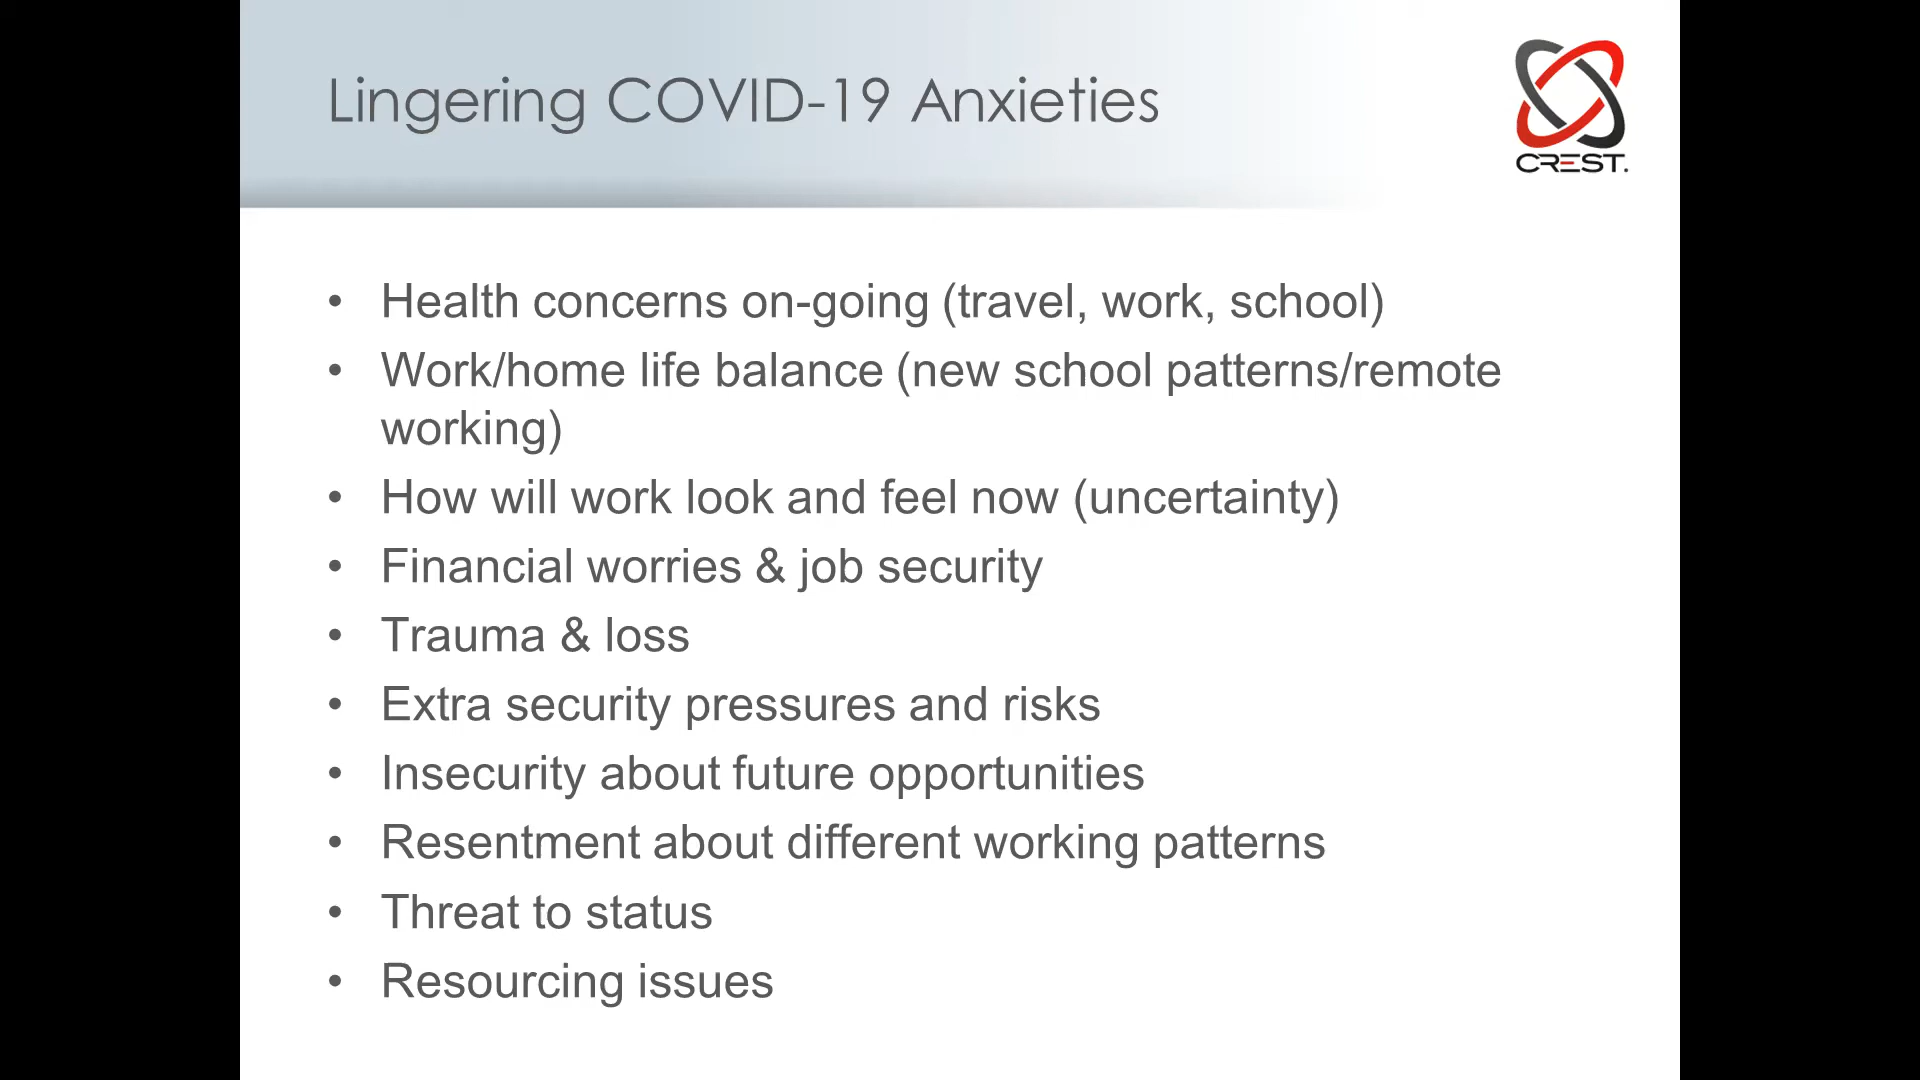 Lingering COVID-19 Anxieties
CREST.
• Health concerns on-going (travel, work, school)
• Work/home life balance (new school patterns/remote
working)
• How will work look and feel now (uncertainty)
• Financial worries & job security
• Trauma & loss
• Extra security pressures and risks
• Insecurity about future opportunities
• Resentment about different working patterns
• Threat to status
• Resourcing issues